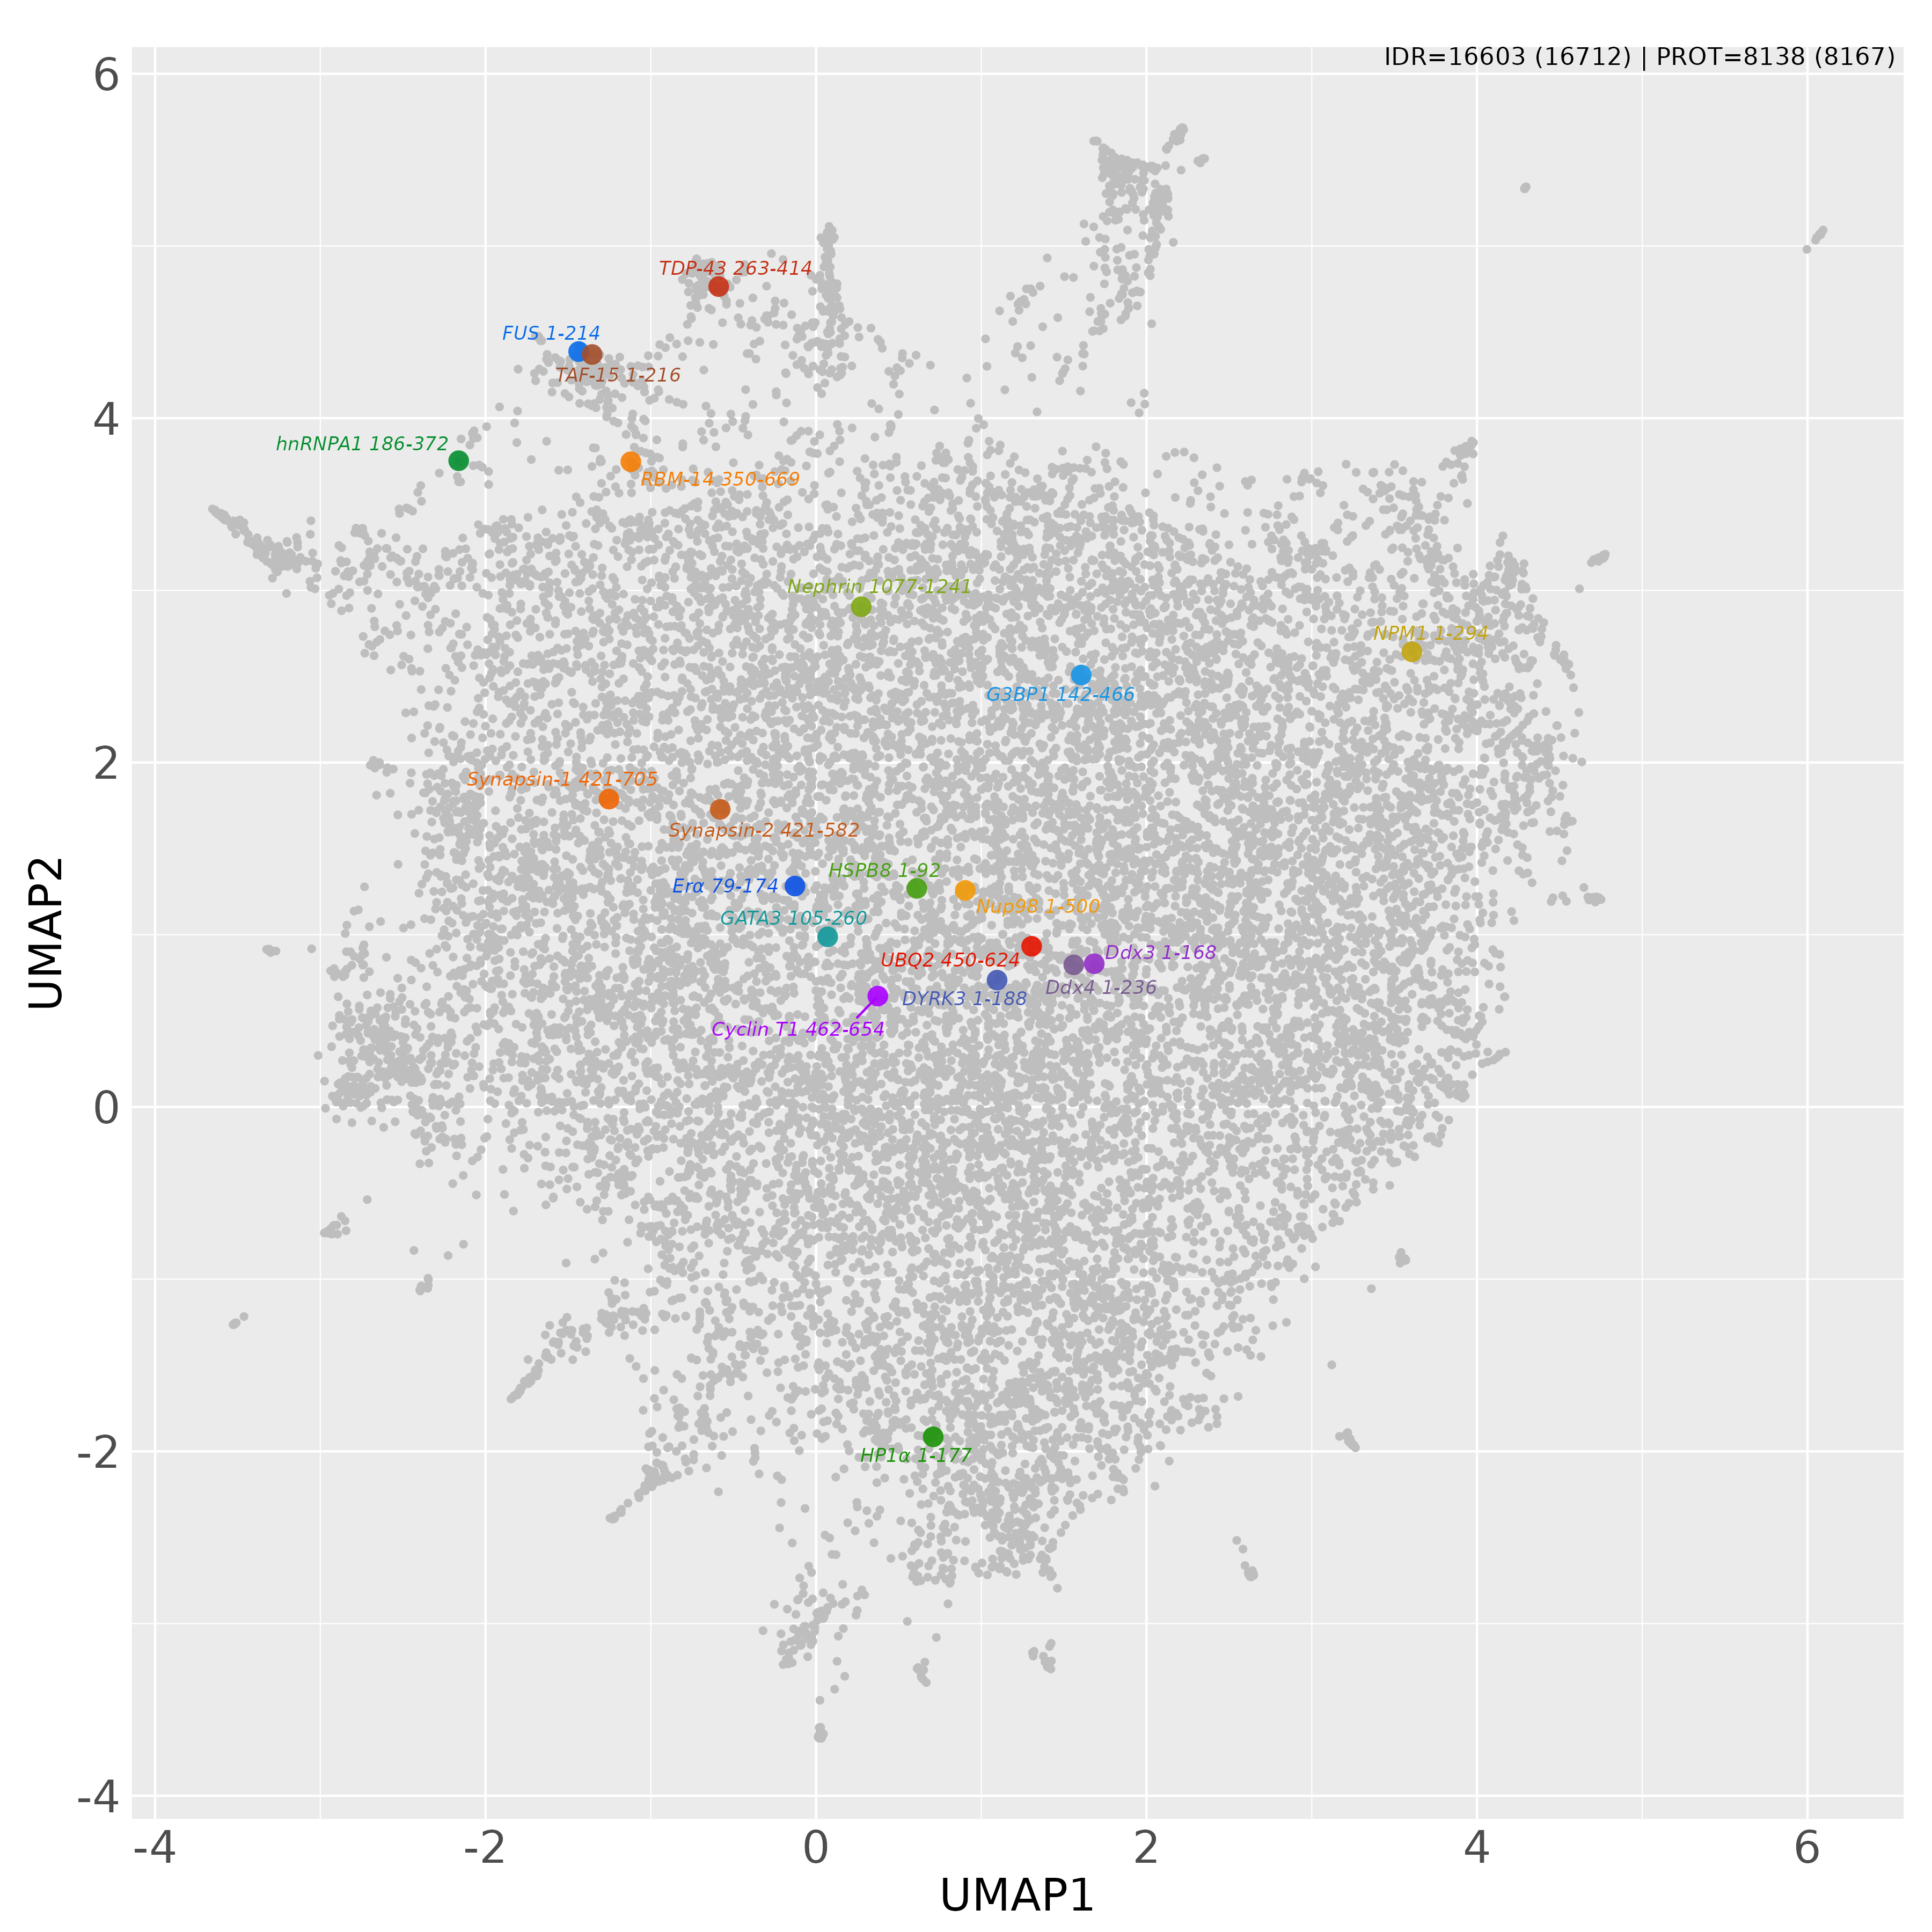 IDR=16603 (16712) | PROT=8138 (8167)
6
4
2
0
-2
-4
UMAP2
TDP-43 263-414
FUS 1-214
TAF-15 1-216
hnRNPA1 186-372
RBM-14 350-669
Nephrin 1077-1241
NPM1 1-294
G3BP1 142-466
Synapsin-1 421-705
Synapsin-2 421-582
HSPB8 1-92
Erα 79-174
Nup98 1-500
GATA3 105-260
Ddx3 1-168
UBQ2 450-624
Ddx4 1-236
DYRK3 1-188
Cyclin T1 462-654
HP1α 1-177
-4 -2 0 2 4 6
UMAP1